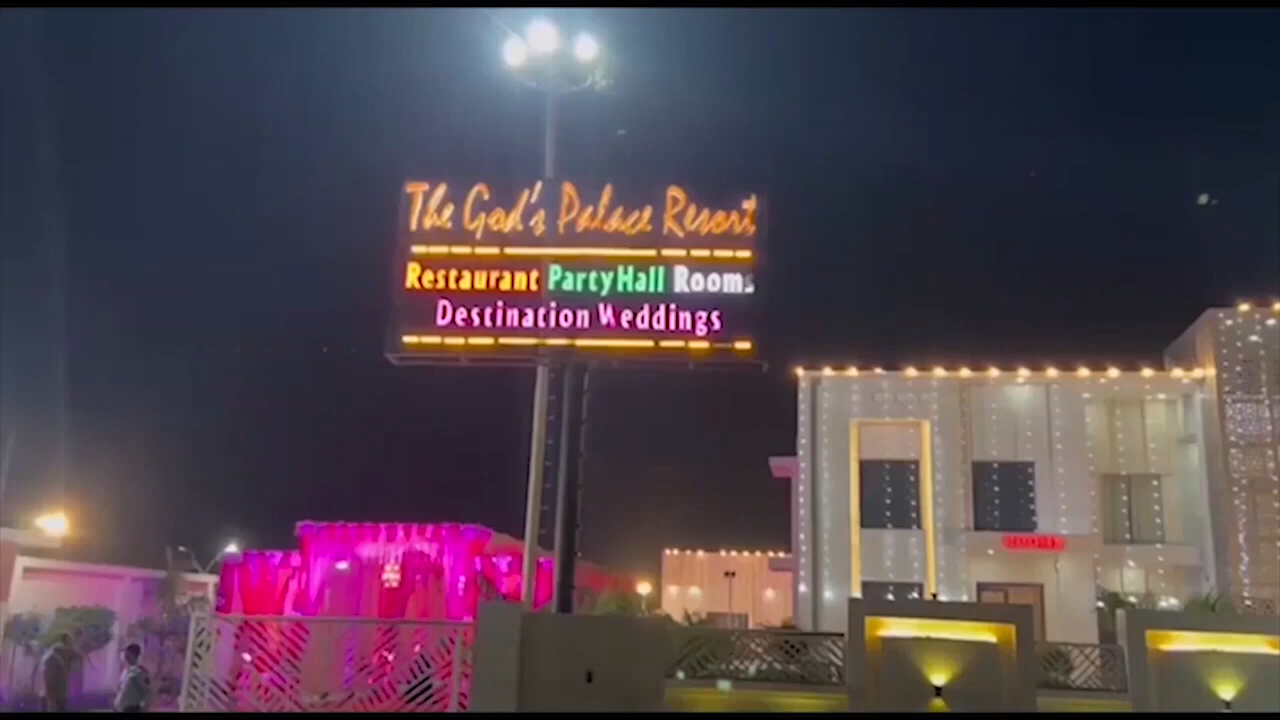 The God's Palace Resort
Restaurant PartyHall Rooms
Destination Weddings